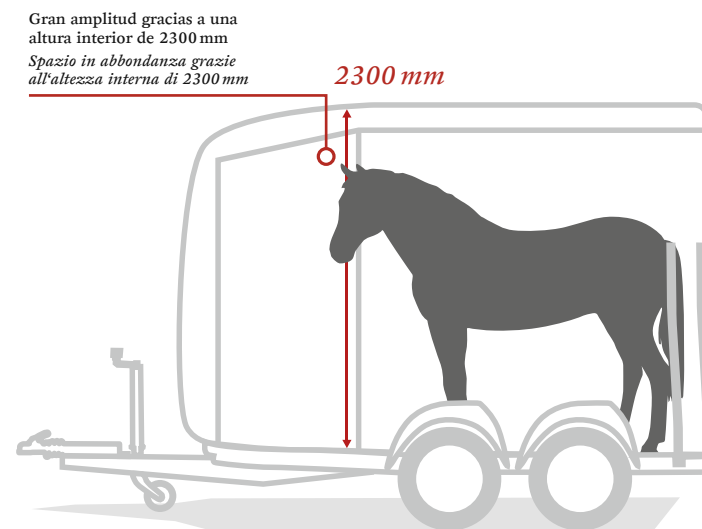 Gran amplitud gracias a una
altura interior de 2300 mm
Spazio in abbondanza grazie
all‘altezza interna di 2300 mm
2300 mm